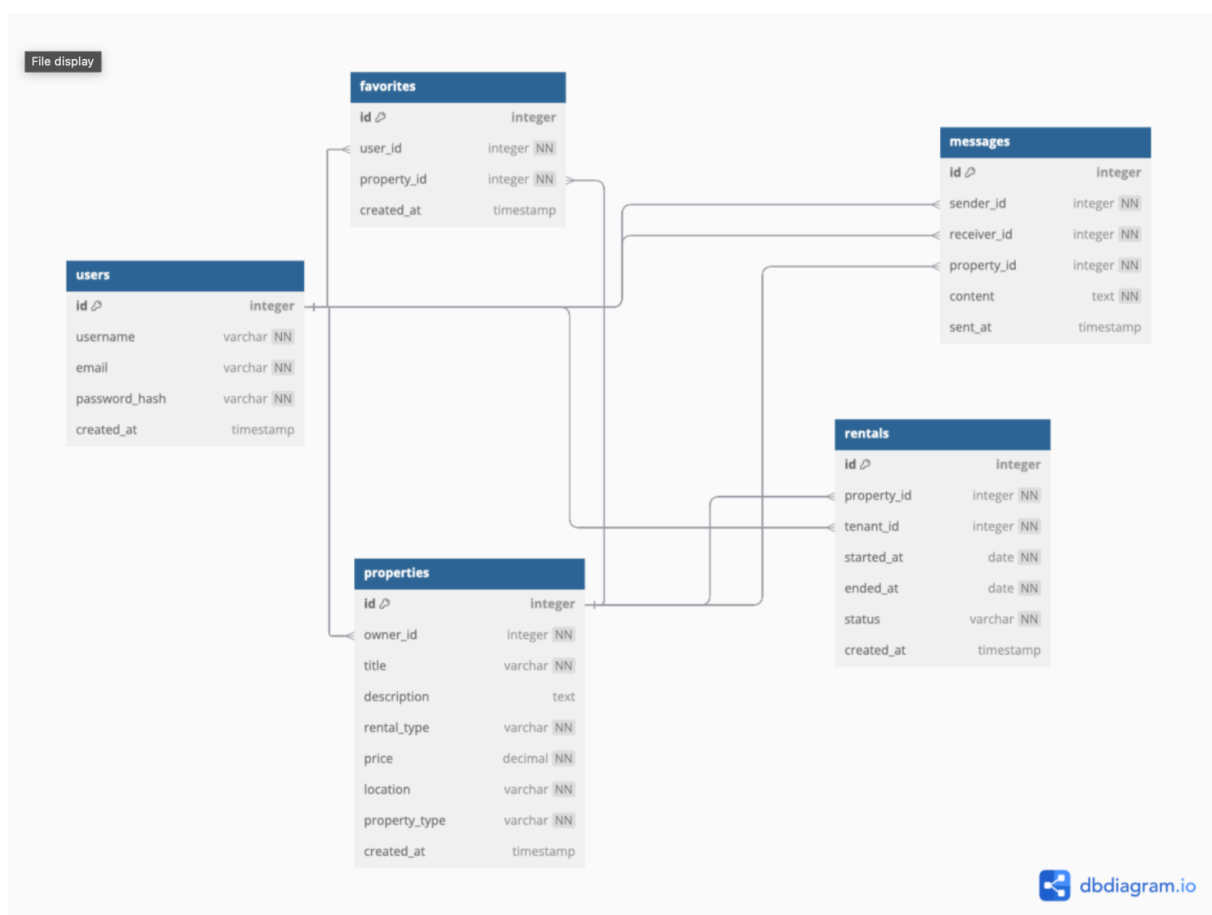 File display
favorites
id integer
user_id integer NN
property_id integer NN
created_at timestamp
messages
id integer
sender_id integer NN
receiver_id integer NN
property_id integer NN
content text NN
sent_at timestamp
users
id integer
username varchar NN
email varchar NN
password_hash varchar NN
created_at timestamp
rentals
id integer
property_id integer NN
tenant_id integer NN
started_at date NN
ended_at date NN
status varchar NN
created_at timestamp
properties
id integer
owner_id integer NN
title varchar NN
description text
rental_type varchar NN
price decimal NN
location varchar NN
property_type varchar NN
created_at timestamp
dbdiagram.io